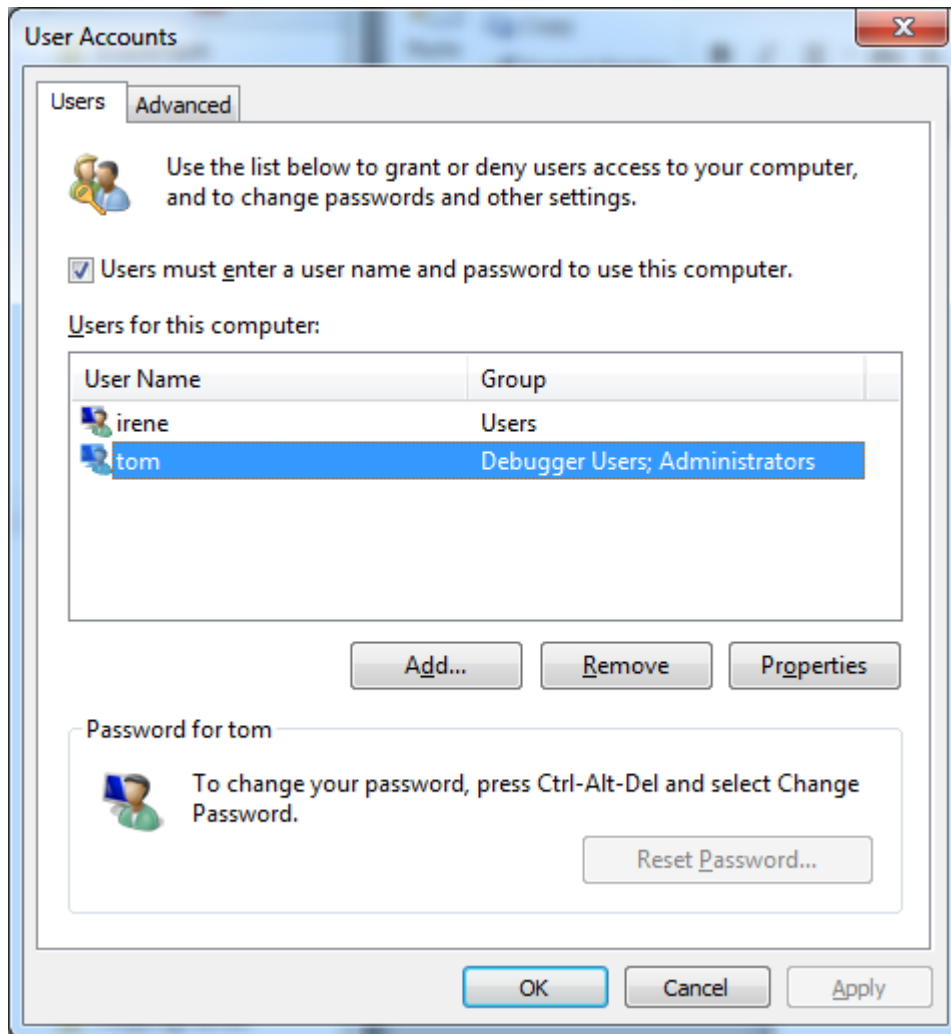 User Accounts
Users
Advanced
Use the list below to grant or deny users access to your computer,
and to change passwords and other settings.
Users must enter a user name and password to use this computer.
Users for this computer:
User Name Group
irene Users
tom Debugger Users; Administrators
Add... Remove Properties
Password for tom
To change your password, press Ctrl-Alt-Del and select Change
Password.
Reset Password...
OK Cancel Apply